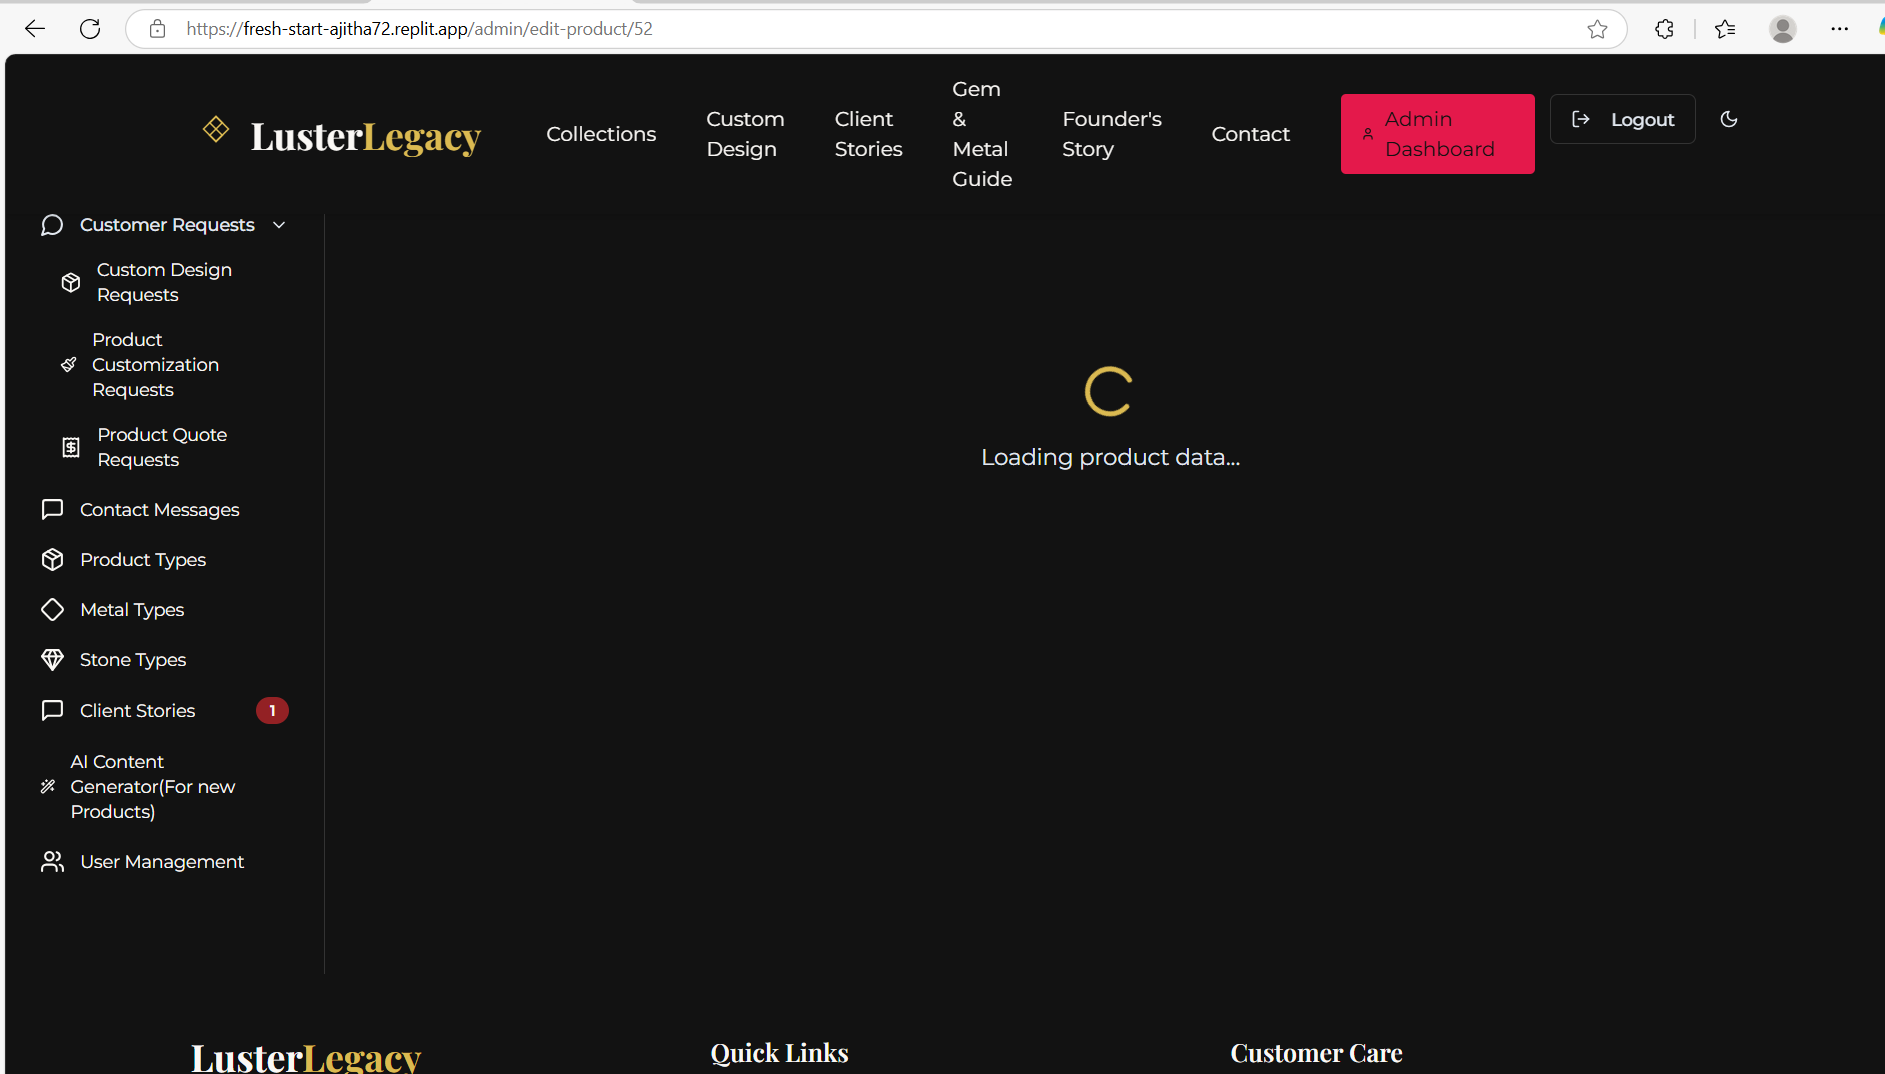 https://fresh-start-ajitha72.replit.app/admin/edit-product/52
LusterLegacy
Collections
Custom
Design
Client
Stories
Gem
&
Metal
Guide
Founder's
Story
Contact
Admin
Dashboard
Logout
Customer Requests
Custom Design
Requests
Product
Customization
Requests
Product Quote
Requests
Contact Messages
Product Types
Metal Types
Stone Types
Client Stories
1
AI Content
Generator(For new
Products)
User Management
Loading product data...
LusterLegacy
Quick Links
Customer Care